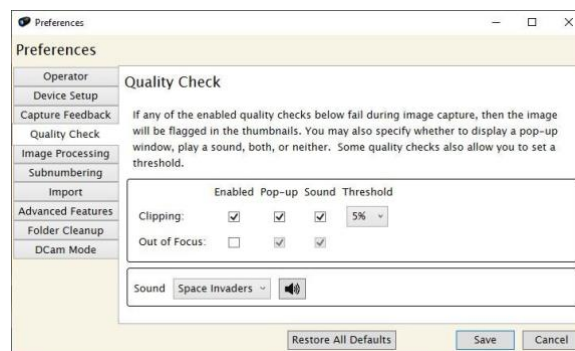 Preferences
Preferences
Operator
Device Setup
Capture Feedback
Quality Check
Image Processing
Subnumbering
Import
Advanced Features
Folder Cleanup
DCam Mode
Quality Check
If any of the enabled quality checks below fail during image capture, then the image
will be flagged in the thumbnails. You may also specify whether to display a pop-up
window, play a sound, both, or neither. Some quality checks also allow you to set a
threshold.
Enabled Pop-up Sound Threshold
Clipping: 5%
Out of Focus:
Sound Space Invaders
Restore All Defaults Save Cancel